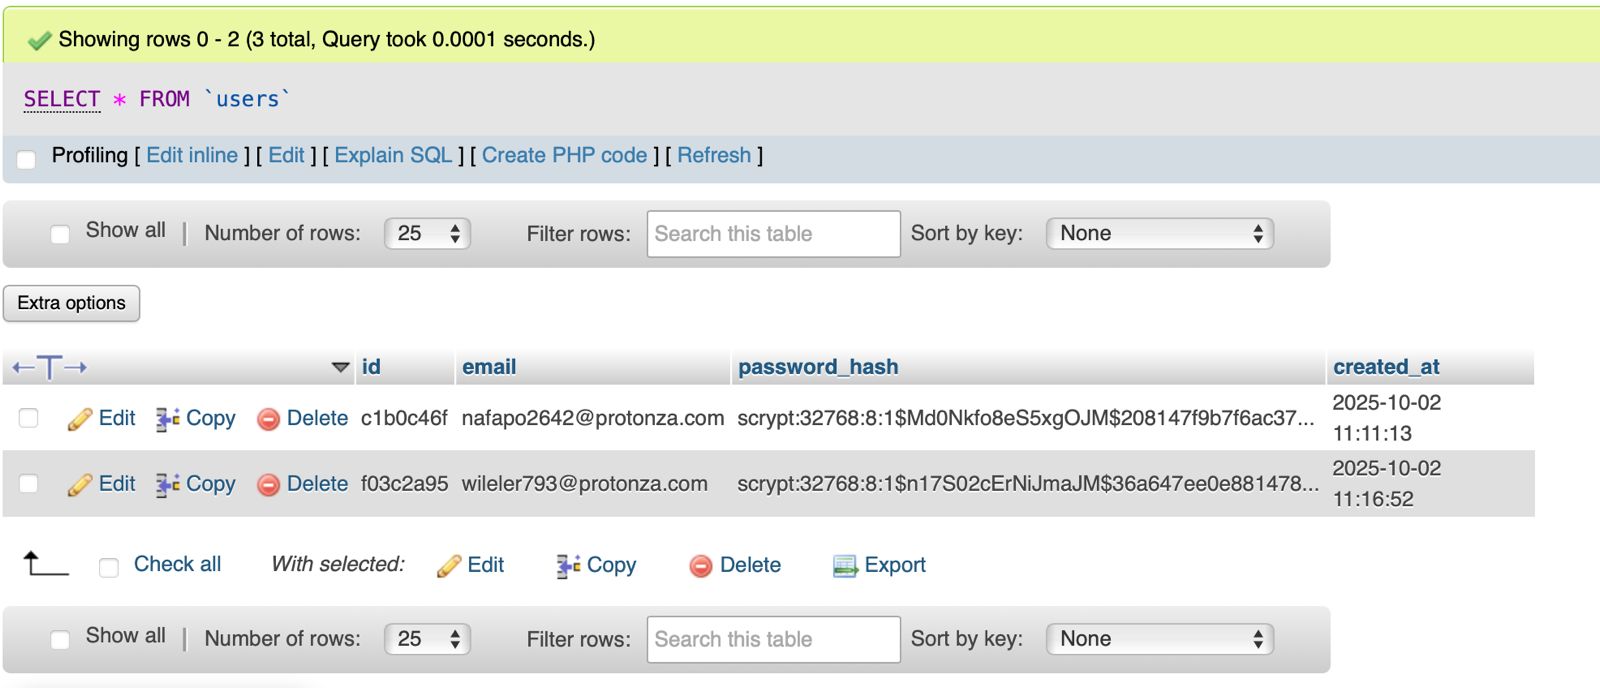 Showing rows 0 - 2 (3 total, Query took 0.0001 seconds.)
SELECT * FROM `users`
Profiling [ Edit inline ] [ Edit ] [ Explain SQL ] [ Create PHP code ] [ Refresh ]
Show all | Number of rows: 25 Filter rows: Search this table Sort by key: None
Extra options
←T→ id email password_hash created_at
Edit Copy Delete c1b0c46f nafapo2642@protonza.com scrypt:32768:8:1$Md0Nkfo8eS5xgOJM$208147f9b7f6ac37... 2025-10-02
11:11:13
Edit Copy Delete f03c2a95 wileler793@protonza.com scrypt:32768:8:1$n17S02cErNiJmaJM$36a647ee0e881478... 2025-10-02
11:16:52
Check all With selected: Edit Copy Delete Export
Show all | Number of rows: 25 Filter rows: Search this table Sort by key: None